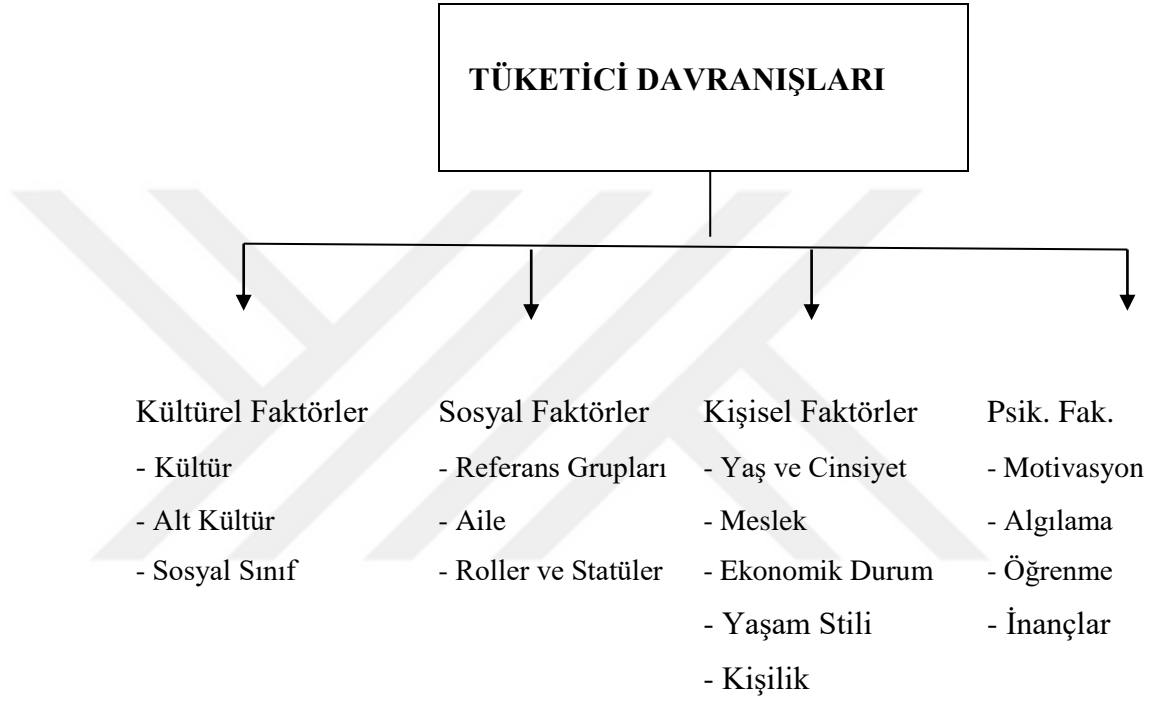 TÜKETİCİ DAVRANIŞLARI
Kültürel Faktörler
- Kültür
- Alt Kültür
- Sosyal Sınıf
Sosyal Faktörler
- Referans Grupları
- Aile
- Roller ve Statüler
Kişisel Faktörler
- Yaş ve Cinsiyet
- Meslek
- Ekonomik Durum
- Yaşam Stili
- Kişilik
Psik. Fak.
- Motivasyon
- Algılama
- Öğrenme
- İnançlar